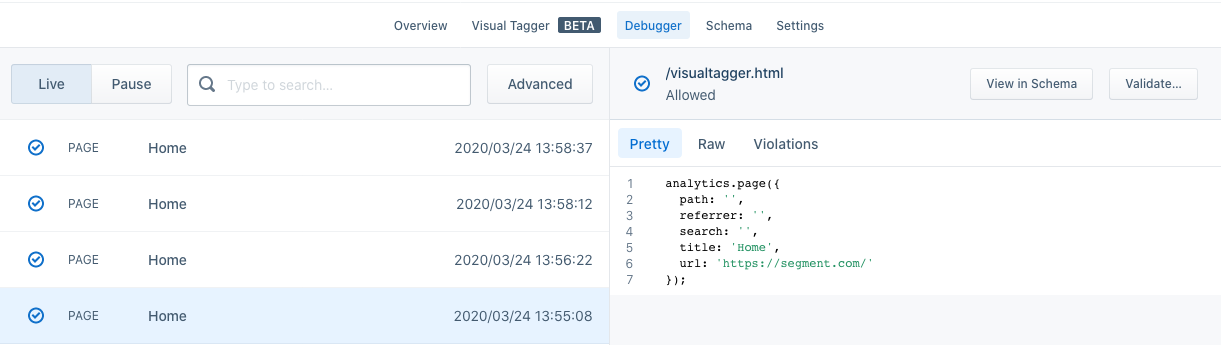 Overview Visual Tagger BETA Debugger Schema Settings
Live Pause Type to search... Advanced
/visualtagger.html
Allowed
View in Schema Validate...
PAGE Home 2020/03/24 13:58:37
PAGE Home 2020/03/24 13:58:12
PAGE Home 2020/03/24 13:56:22
PAGE Home 2020/03/24 13:55:08
Pretty Raw Violations
1 analytics.page({
2 path: '',
3 referrer: '',
4 search: '',
5 title: 'Home',
6 url: 'https://segment.com/'
7 });